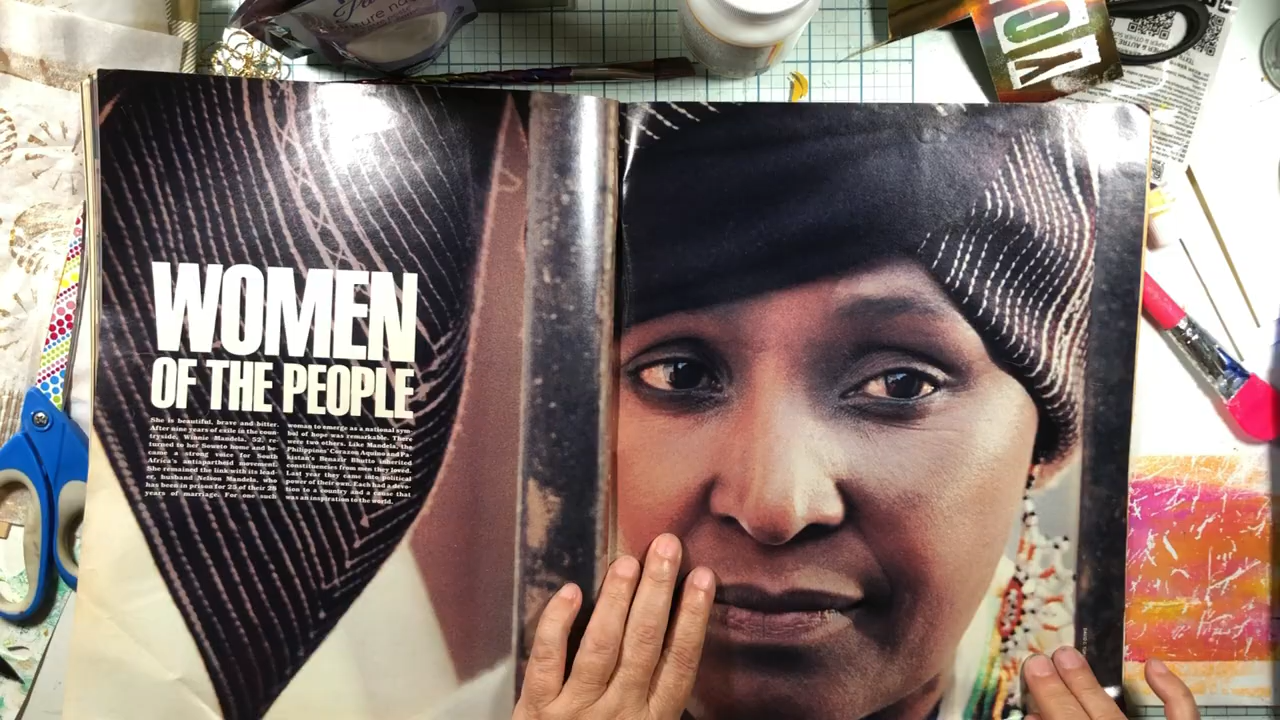 WOMEN
OF THE PEOPLE
She is beautiful, brave and bitter.
After nine years of exile in the coun-
tryside, Winnie Mandela, 52, re-
turned to her Soweto home and be-
came a strong voice for South
Africa's antiapartheid movement.
She remained the link with its lead-
er, husband Nelson Mandela, who
has been in prison for 25 of their 28
years of marriage. For one such
woman to emerge as a national sym-
bol of hope was remarkable. There
were two others. Like Mandela, the
Philippines' Corazon Aquino and Pa-
kistan's Benazir Bhutto inherited
constituencies from men they loved.
Last year they came into political
power of their own. Each had a devo-
tion to a country and a cause that
was an inspiration to the world.